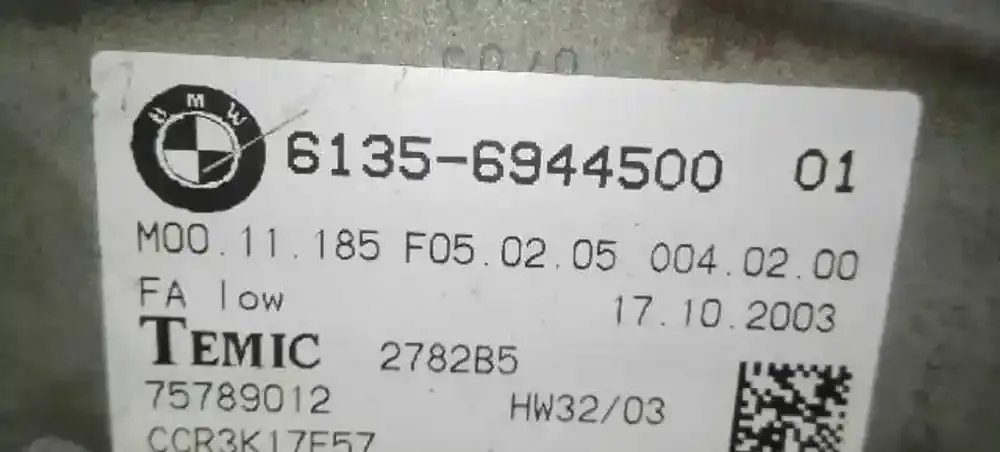 BMW
6135-6944500 01
M00.11.185 F05.02.05 004.02.00
FA low 17.10.2003
TEMIC 2782B5
75789012 HW32/03
CCR3K17E57